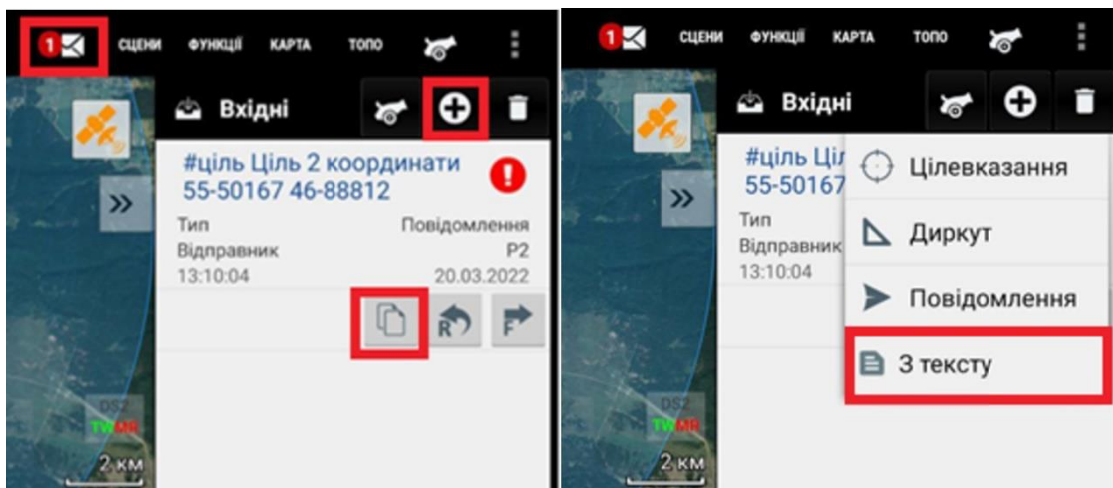 1 СЦЕНИ ФУНКЦІЇ КАРТА ТОПО
Вхідні
#ціль Ціль 2 координати
55-50167 46-88812
Тип Повідомлення
Відправник P2
13:10:04 20.03.2022
R F
DS2
TWMR
2 км
1 СЦЕНИ ФУНКЦІЇ КАРТА ТОПО
Вхідні
#ціль Ціл
55-50167
Тип
Відправник
13:10:04
Цілевказання
Диркут
Повідомлення
З тексту
DS2
TWMR
2 км